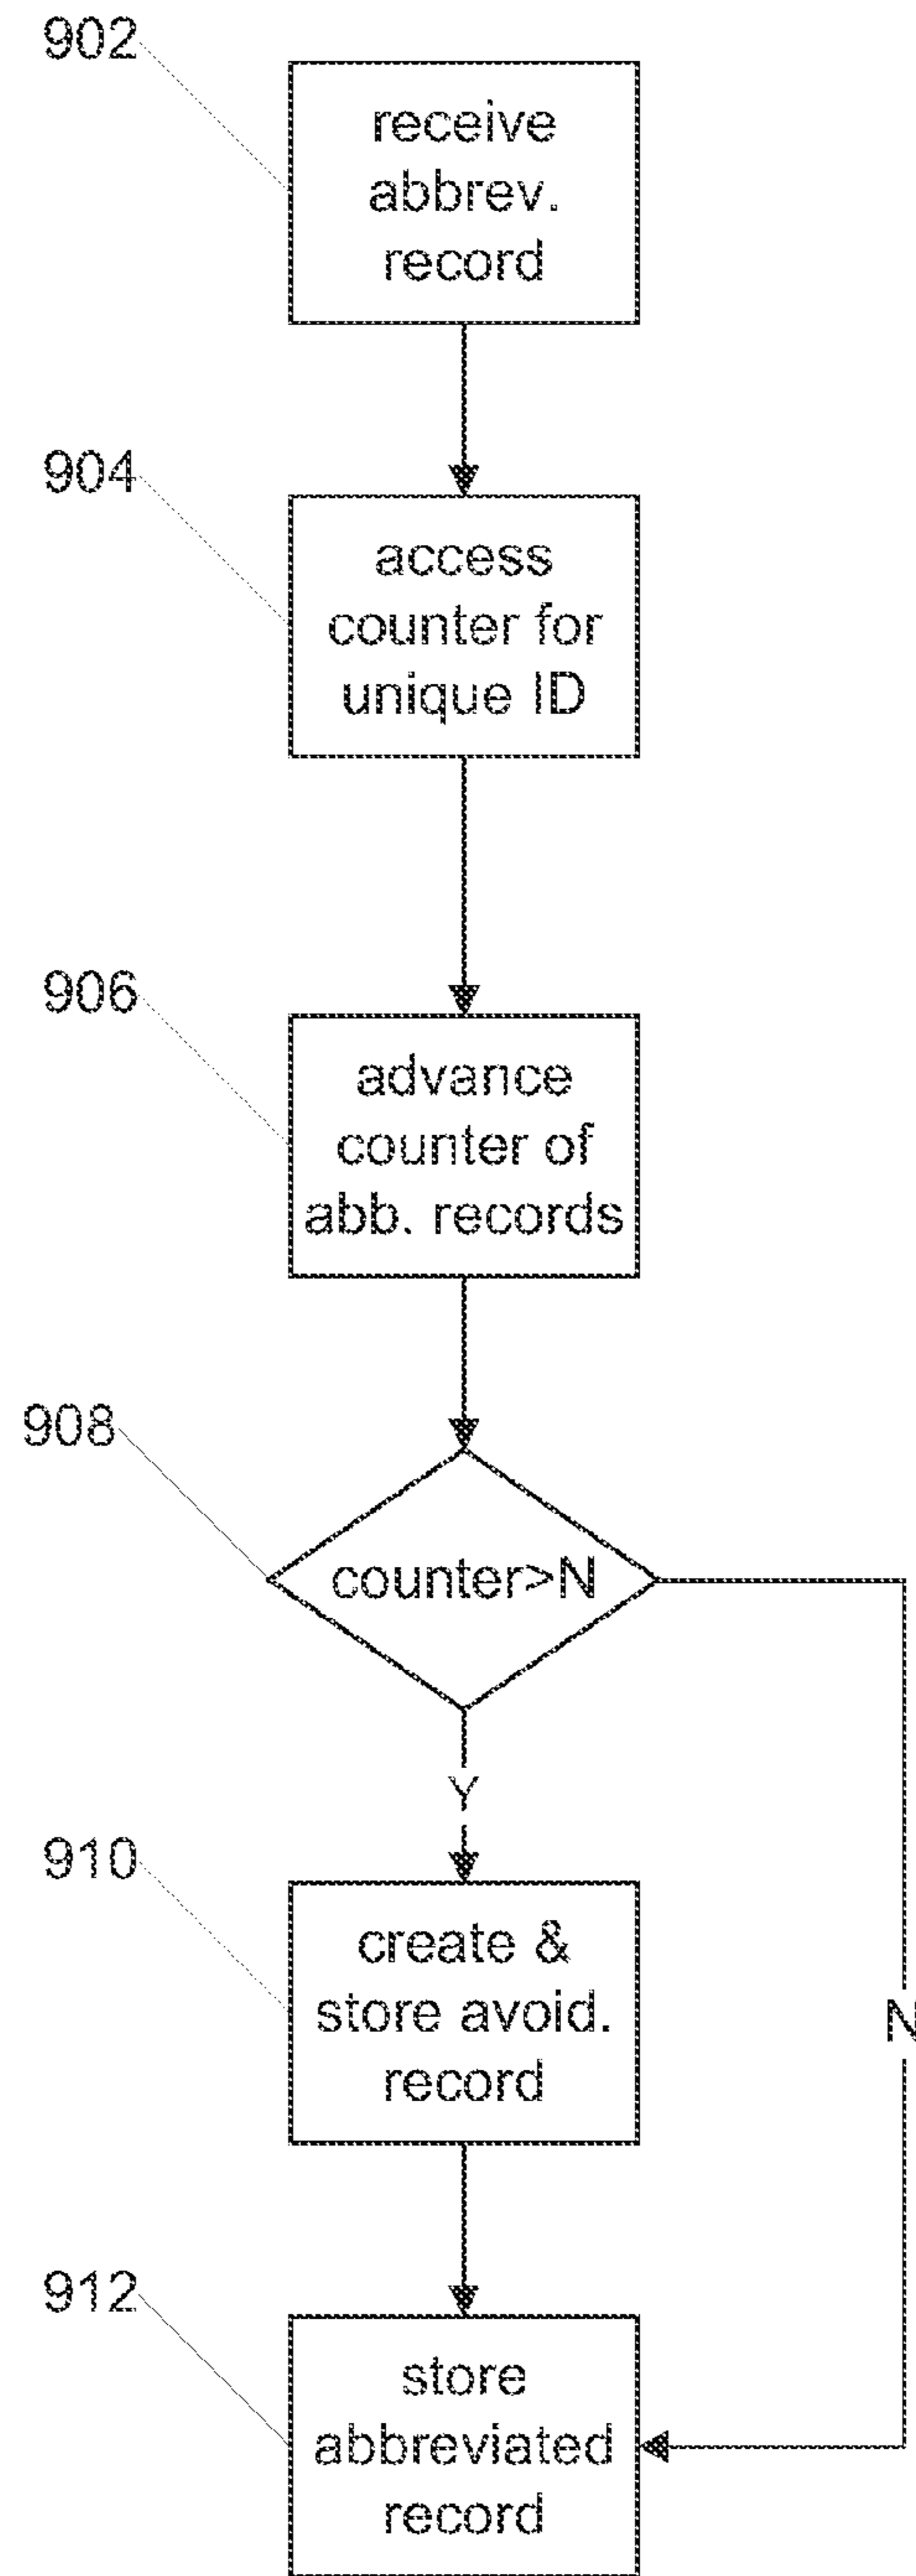 902
receive
abbrev.
record
904
access
counter for
unique ID
906
advance
counter of
abb. records
908
counter>N
Y
910
create &
store avoid.
record
N
912
store
abbreviated
record